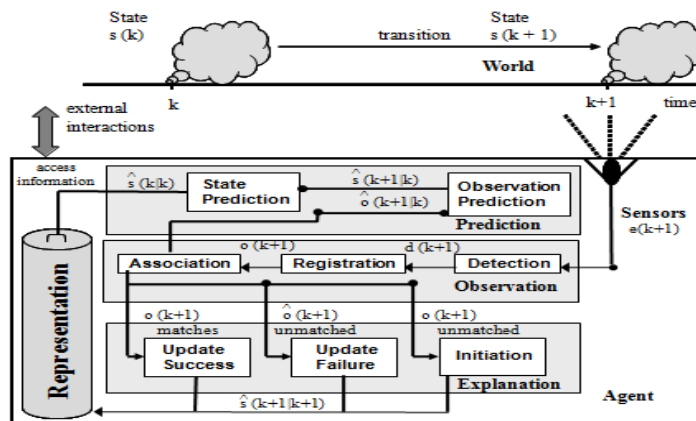 State
s (k)
State
s (k + 1)
transition
World
k
k+1
time
external
interactions
access
information
ŝ (k|k)
State
Prediction
ŝ (k+1|k)
ô (k+1|k)
Observation
Prediction
Prediction
Sensors
e(k+1)
o (k+1)
d (k+1)
Association
Registration
Detection
Observation
Representation
o (k+1)
ô (k+1)
o (k+1)
matches
unmatched
unmatched
Update
Success
Update
Failure
Initiation
Explanation
ŝ (k+1|k+1)
Agent